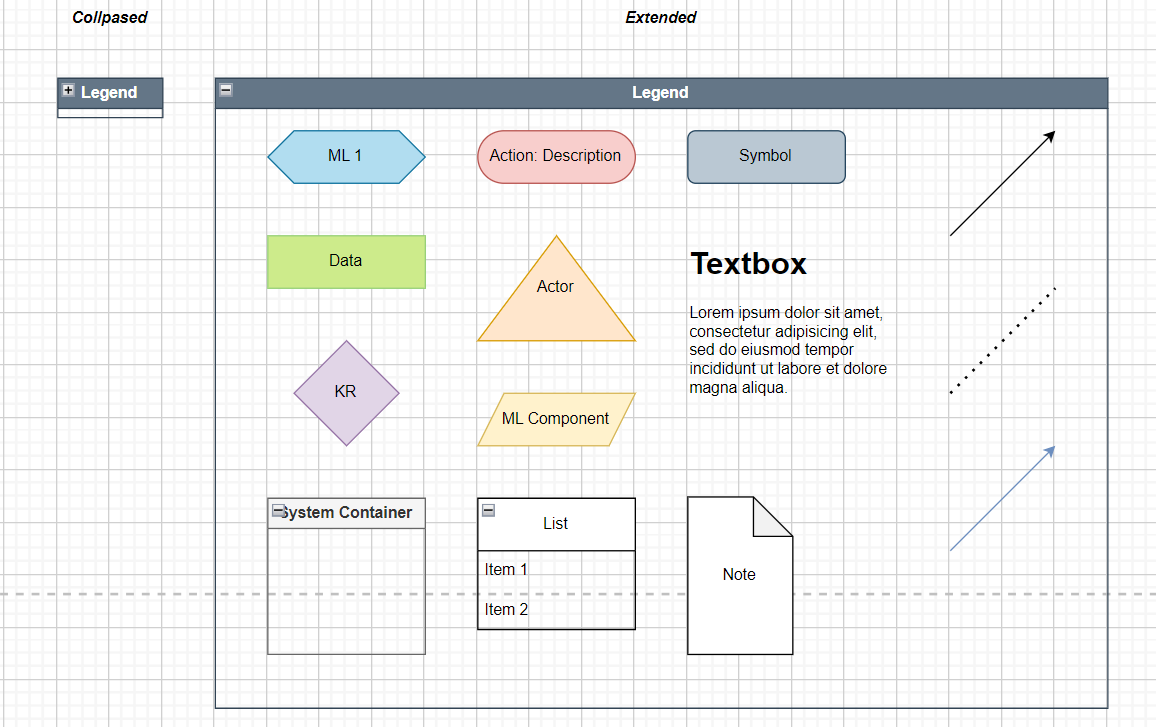 Collpased
Extended
Legend
Legend
ML 1
Action: Description
Symbol
Data
Actor
Textbox
Lorem ipsum dolor sit amet,
consectetur adipisicing elit,
sed do eiusmod tempor
incididunt ut labore et dolore
magna aliqua.
KR
ML Component
System Container
List
Item 1
Item 2
Note